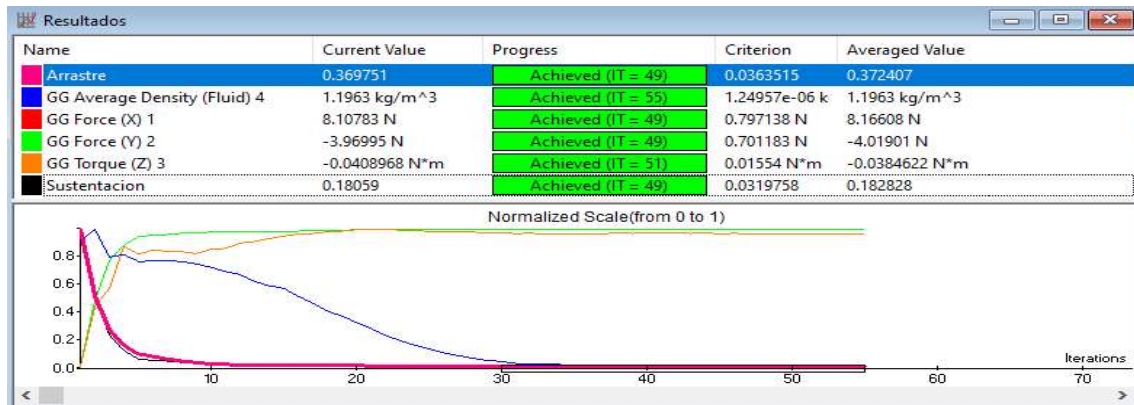 Resultados
Name Current Value Progress Criterion Averaged Value
Arrastre 0.369751 Achieved (IT = 49) 0.0363515 0.372407
GG Average Density (Fluid) 4 1.1963 kg/m^3 Achieved (IT = 55) 1.24957e-06 k 1.1963 kg/m^3
GG Force (X) 1 8.10783 N Achieved (IT = 49) 0.797138 N 8.16608 N
GG Force (Y) 2 -3.96995 N Achieved (IT = 49) 0.701183 N -4.01901 N
GG Torque (Z) 3 -0.0408968 N*m Achieved (IT = 51) 0.01554 N*m -0.0384622 N*m
Sustentacion 0.18059 Achieved (IT = 49) 0.0319758 0.182828
Normalized Scale(from 0 to 1)
0.8
0.6
0.4
0.2
0.0
Iterations
10 20 30 40 50 60 70